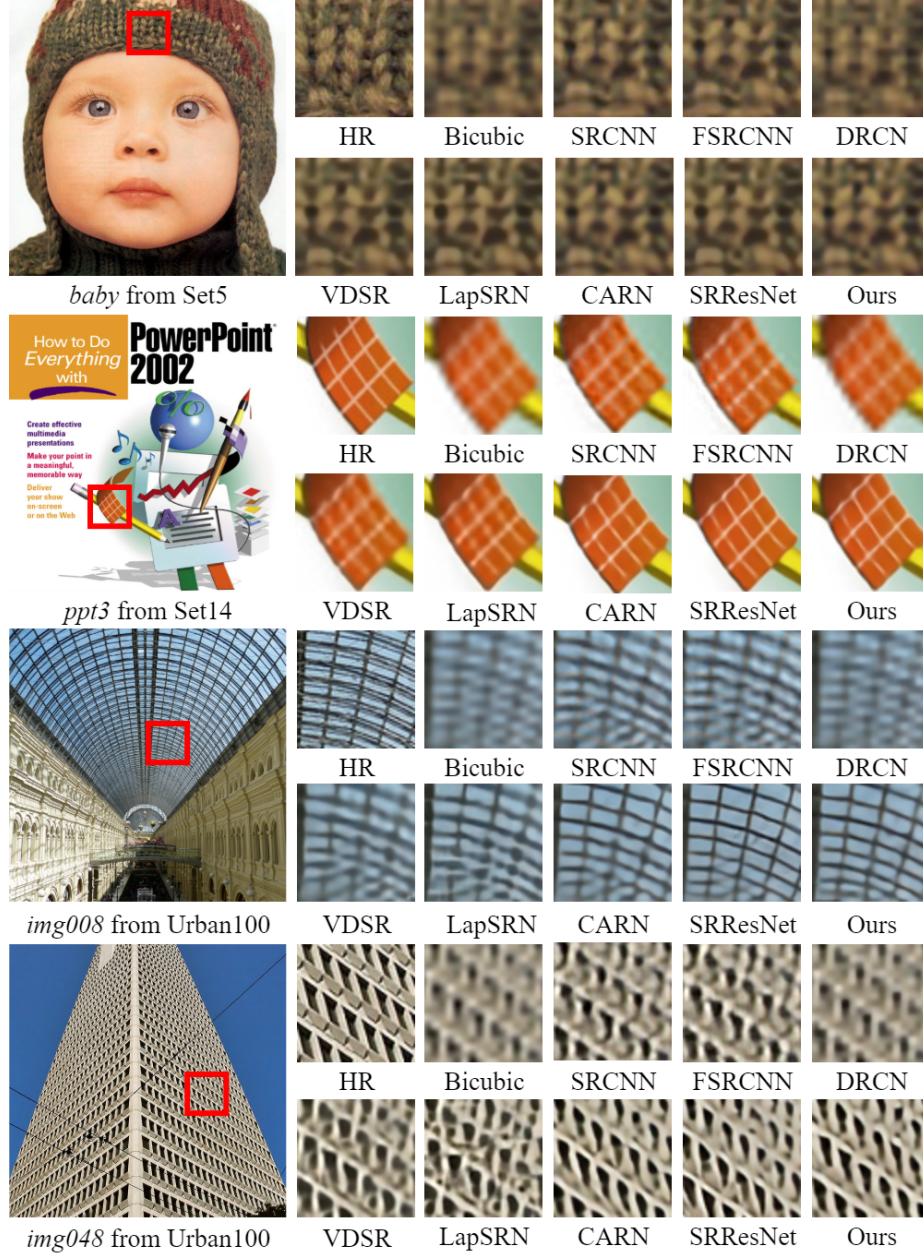 HR Bicubic SRCNN FSRCNN DRCN
VDSR LapSRN CARN SRResNet Ours
baby from Set5
How to Do
Everything
with
PowerPoint
2002
Create effective
multimedia
presentations
Make your point in
a meaningful,
memorable way
Deliver
your show
on-screen
or on the Web
HR Bicubic SRCNN FSRCNN DRCN
VDSR LapSRN CARN SRResNet Ours
ppt3 from Set14
HR Bicubic SRCNN FSRCNN DRCN
VDSR LapSRN CARN SRResNet Ours
img008 from Urban100
HR Bicubic SRCNN FSRCNN DRCN
VDSR LapSRN CARN SRResNet Ours
img048 from Urban100